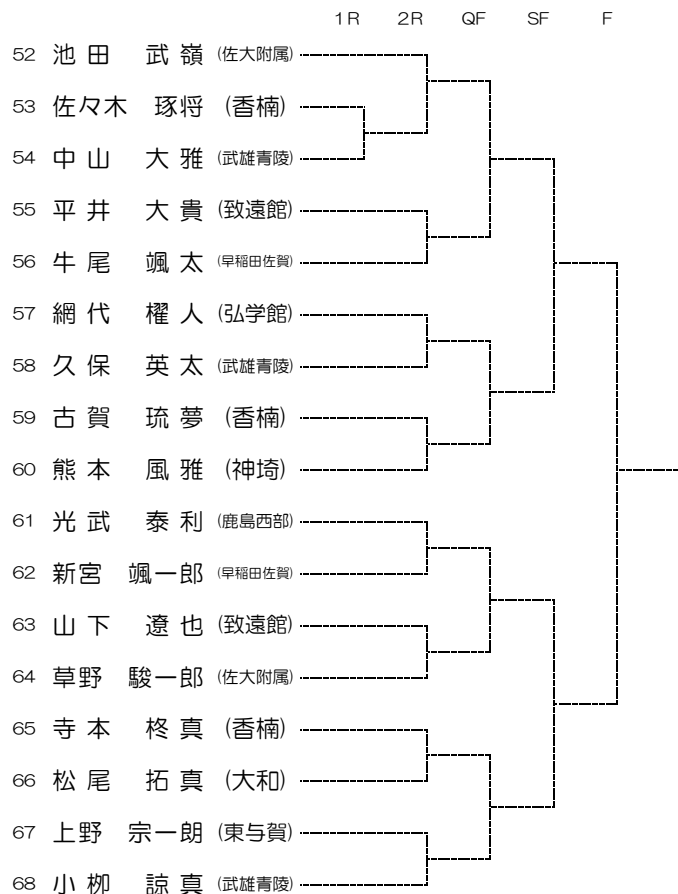 1R 2R QF SF F
52 池田 武嶺 (佐大附属)
53 佐々木 琢将 (香楠)
54 中山 大雅 (武雄青陵)
55 平井 大貴 (致遠館)
56 牛尾 颯太 (早稲田佐賀)
57 網代 櫂人 (弘学館)
58 久保 英太 (武雄青陵)
59 古賀 琉夢 (香楠)
60 熊本 風雅 (神埼)
61 光武 泰利 (鹿島西部)
62 新宮 颯一郎 (早稲田佐賀)
63 山下 遼也 (致遠館)
64 草野 駿一郎 (佐大附属)
65 寺本 柊真 (香楠)
66 松尾 拓真 (大和)
67 上野 宗一朗 (東与賀)
68 小栁 諒真 (武雄青陵)